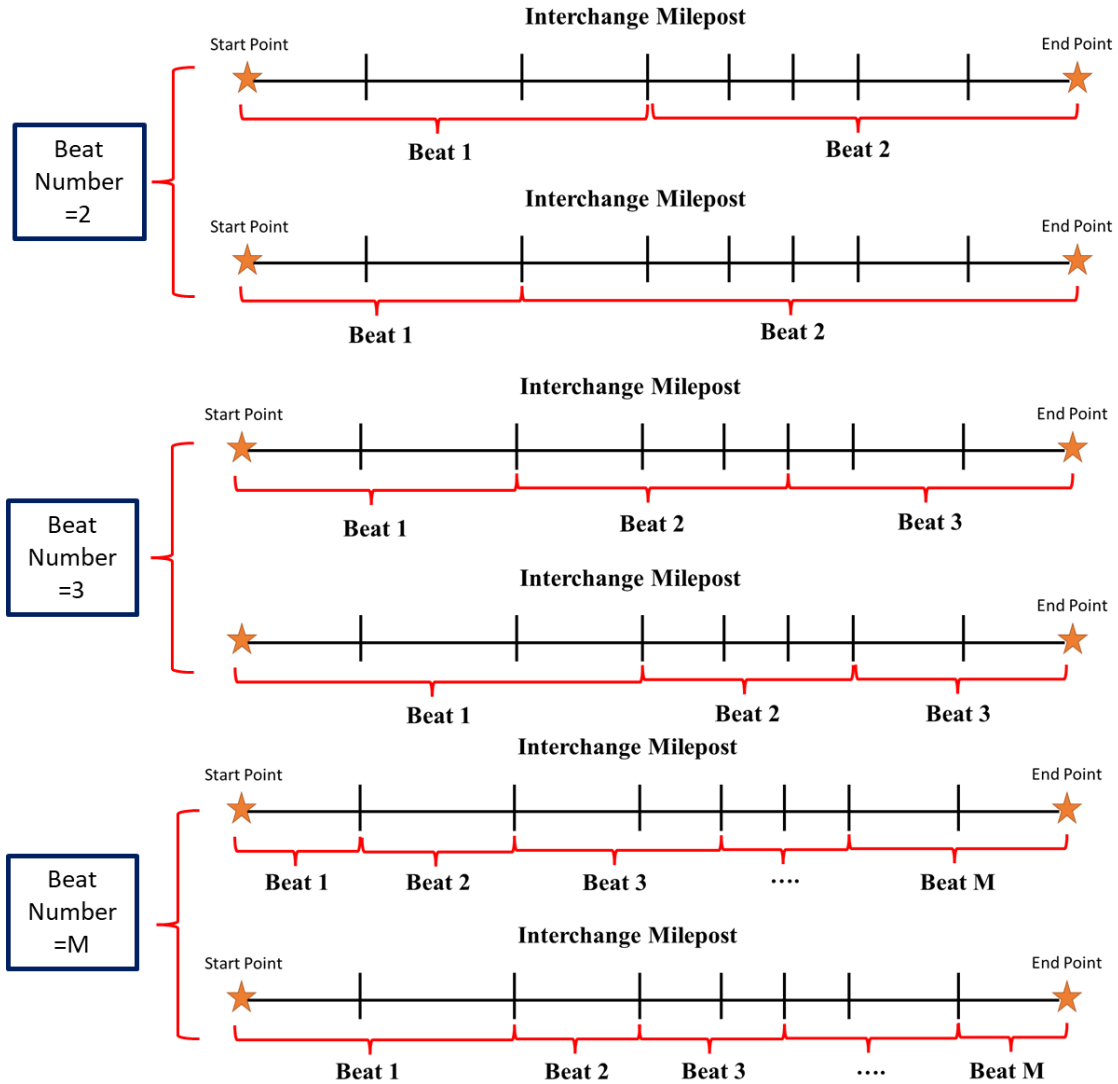 Interchange Milepost
Start Point
End Point
Beat 1
Beat 2
Beat
Number
=2
Interchange Milepost
Start Point
End Point
Beat 1
Beat 2
Interchange Milepost
Start Point
End Point
Beat 1
Beat 2
Beat 3
Beat
Number
=3
Interchange Milepost
End Point
Beat 1
Beat 2
Beat 3
Interchange Milepost
Start Point
End Point
Beat 1
Beat 2
Beat 3
....
Beat M
Beat
Number
=M
Interchange Milepost
Start Point
End Point
Beat 1
Beat 2
Beat 3
....
Beat M